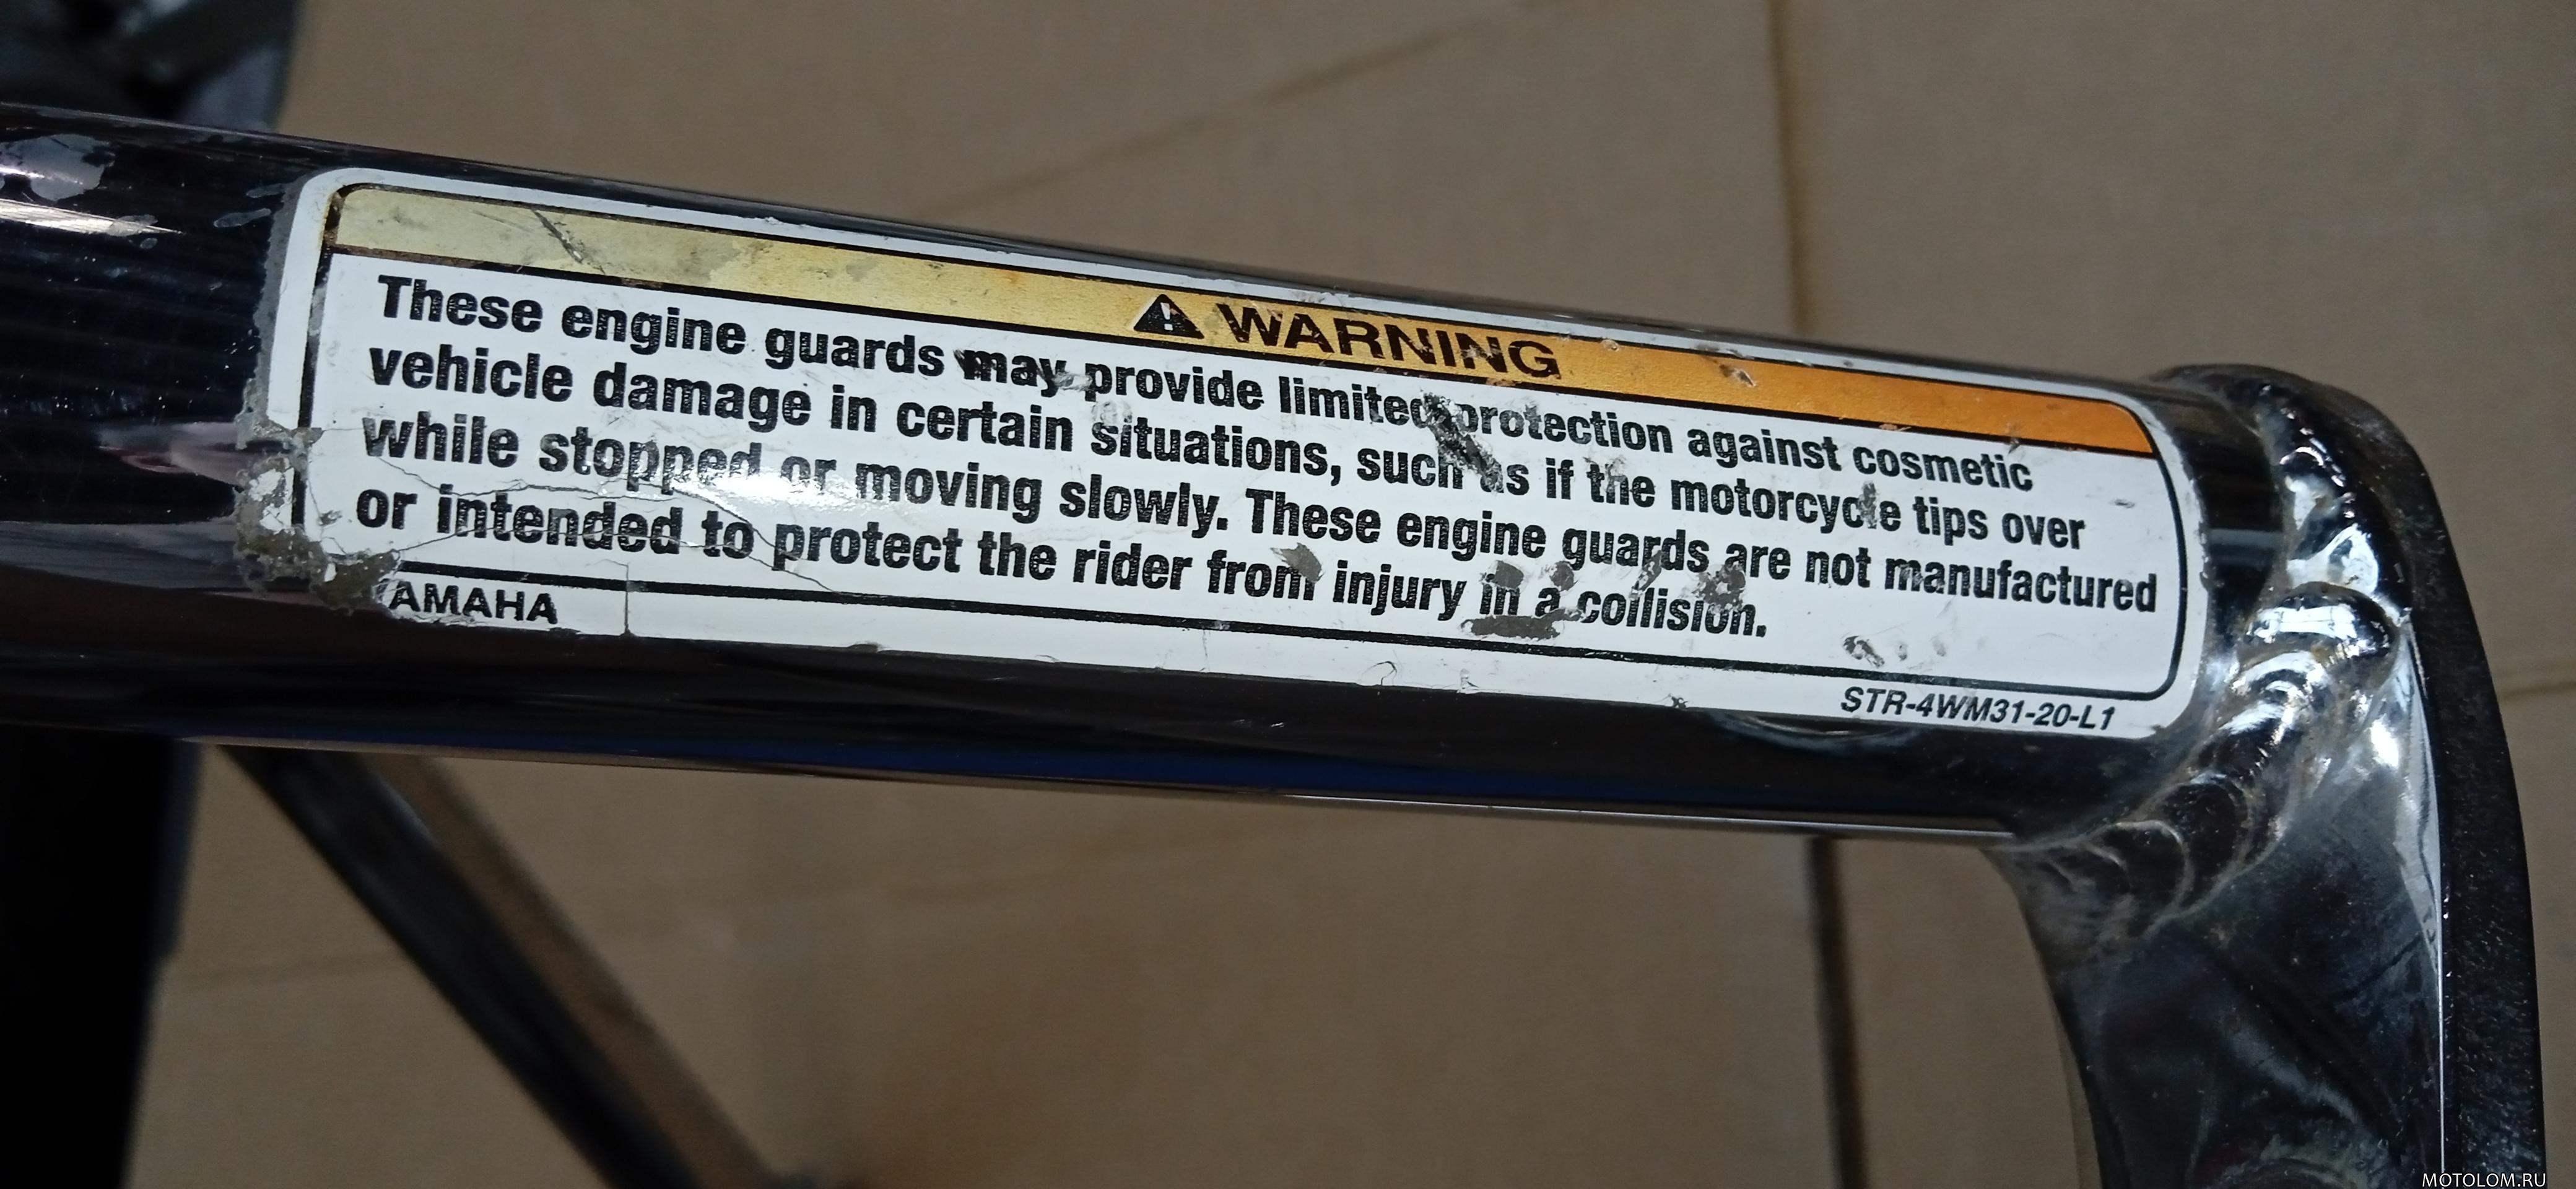 WARNING
These engine guards may provide limited protection against cosmetic
vehicle damage in certain situations, such as if the motorcycle tips over
while stopped or moving slowly. These engine guards are not manufactured
or intended to protect the rider from injury in a collision.
YAMAHA
STR-4WM31-20-L1
MOTOLOM.RU